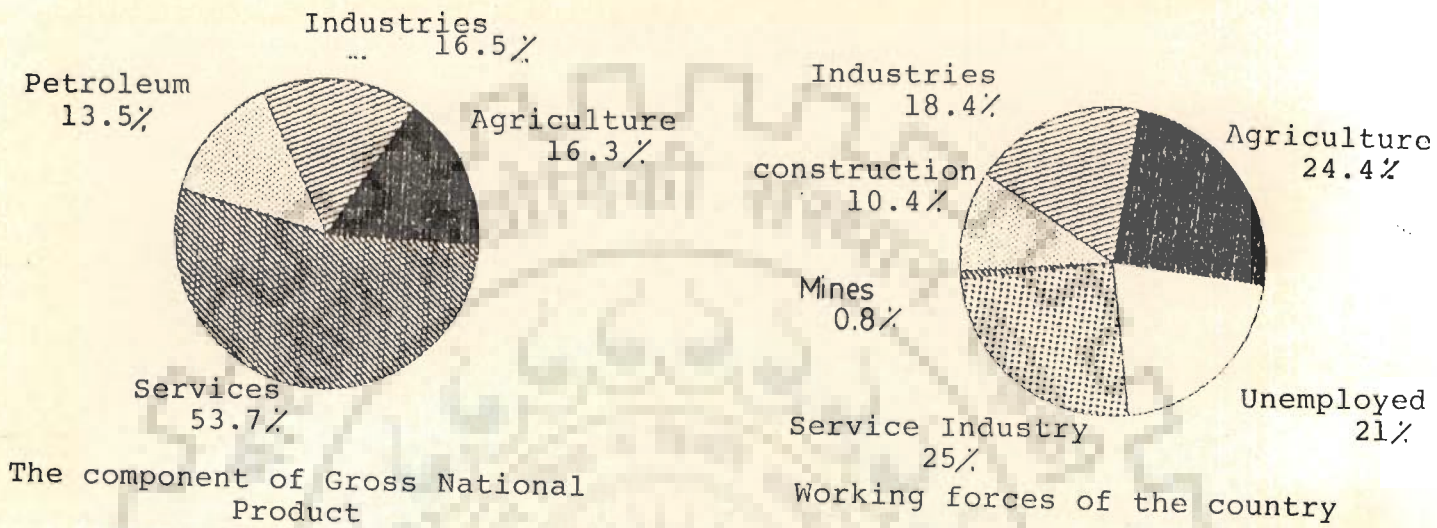 Industries
16.5%
Petroleum
13.5%
Agriculture
16.3%
Services
53.7%
The component of Gross National
Product
Industries
18.4%
Agriculture
24.4%
construction
10.4%
Mines
0.8%
Unemployed
21%
Service Industry
25%
Working forces of the country